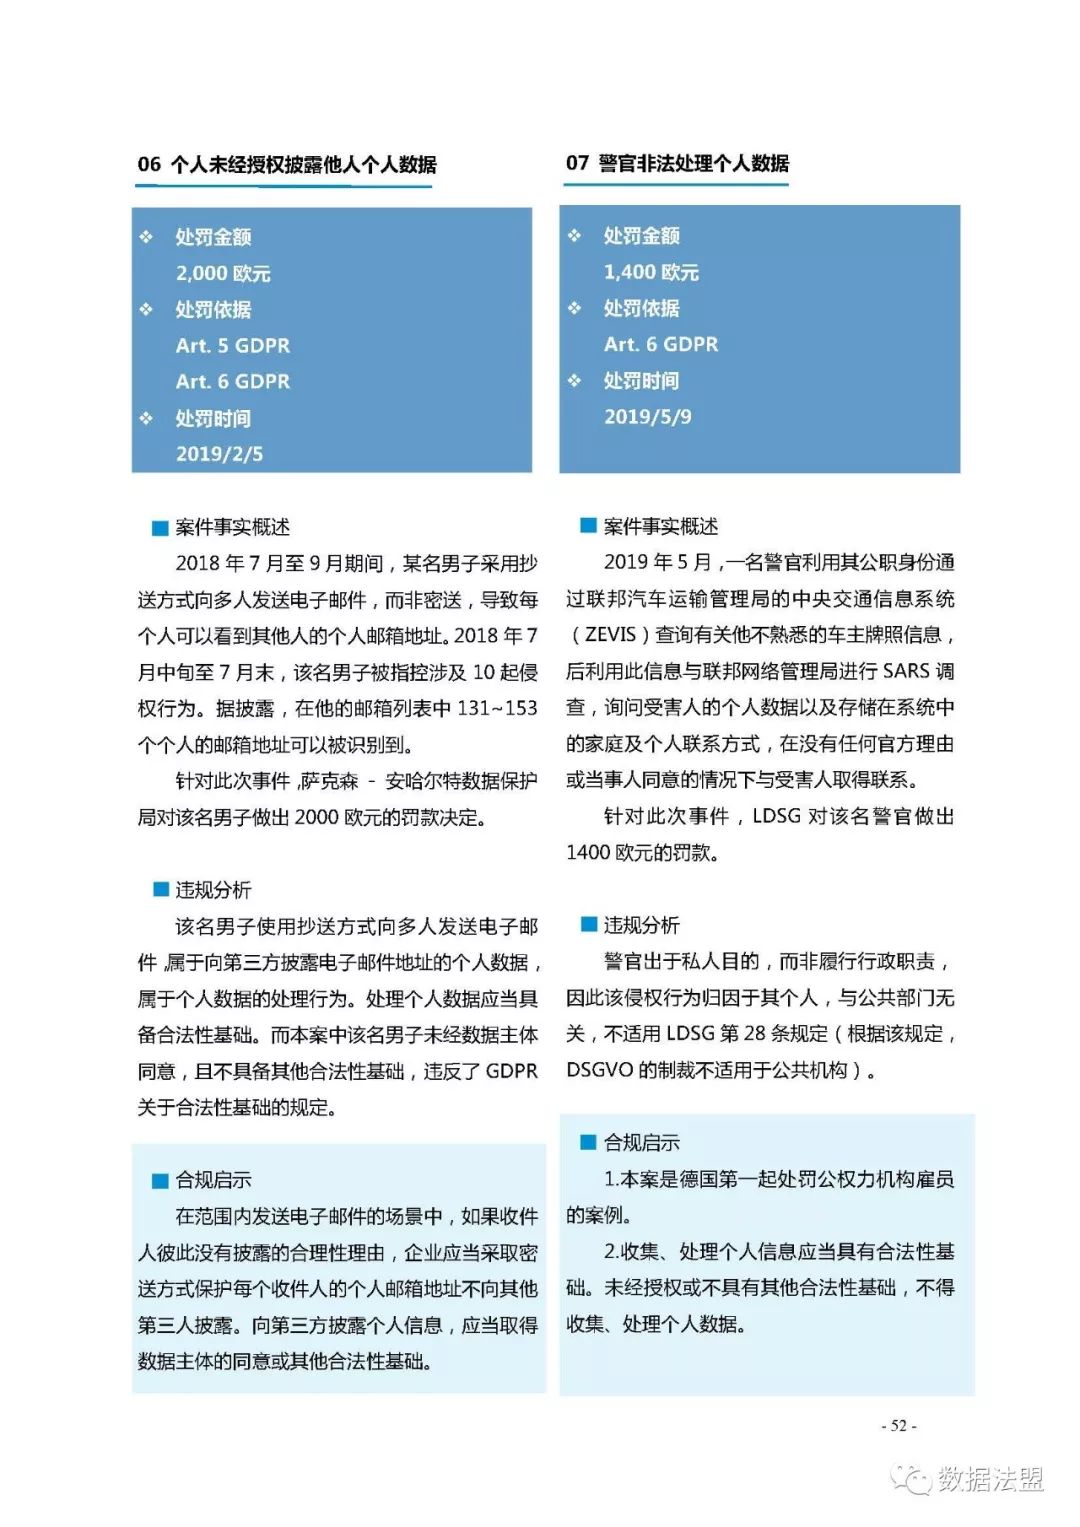 06 个人未经授权披露他人个人数据
❖ 处罚金额
2,000 欧元
❖ 处罚依据
Art. 5 GDPR
Art. 6 GDPR
❖ 处罚时间
2019/2/5
■ 案件事实概述
2018 年 7 月至 9 月期间，某名男子采用抄
送方式向多人发送电子邮件，而非密送，导致每
个人可以看到其他人的个人邮箱地址。2018 年 7
月中旬至 7 月末，该名男子被指控涉及 10 起侵
权行为。据披露，在他的邮箱列表中 131~153
个个人的邮箱地址可以被识别到。
针对此次事件，萨克森 - 安哈尔特数据保护
局对该名男子做出 2000 欧元的罚款决定。
■ 违规分析
该名男子使用抄送方式向多人发送电子邮
件，属于向第三方披露电子邮件地址的个人数据，
属于个人数据的处理行为。处理个人数据应当具
备合法性基础。而本案中该名男子未经数据主体
同意，且不具备其他合法性基础，违反了 GDPR
关于合法性基础的规定。
■ 合规启示
在范围内发送电子邮件的场景中，如果收件
人彼此没有披露的合理性理由，企业应当采取密
送方式保护每个收件人的个人邮箱地址不向其他
第三人披露。向第三方披露个人信息，应当取得
数据主体的同意或其他合法性基础。
07 警官非法处理个人数据
❖ 处罚金额
1,400 欧元
❖ 处罚依据
Art. 6 GDPR
❖ 处罚时间
2019/5/9
■ 案件事实概述
2019 年 5 月，一名警官利用其公职身份通
过联邦汽车运输管理局的中央交通信息系统
（ZEVIS）查询有关他不熟悉的车主牌照信息，
后利用此信息与联邦网络管理局进行 SARS 调
查，询问受害人的个人数据以及存储在系统中
的家庭及个人联系方式，在没有任何官方理由
或当事人同意的情况下与受害人取得联系。
针对此次事件，LDSG 对该名警官做出
1400 欧元的罚款。
■ 违规分析
警官出于私人目的，而非履行行政职责，
因此该侵权行为归因于其个人，与公共部门无
关，不适用 LDSG 第 28 条规定（根据该规定，
DSGVO 的制裁不适用于公共机构）。
■ 合规启示
1.本案是德国第一起处罚公权力机构雇员
的案例。
2.收集、处理个人信息应当具有合法性基
础。未经授权或不具有其他合法性基础，不得
收集、处理个人数据。
- 52 -
数据法盟